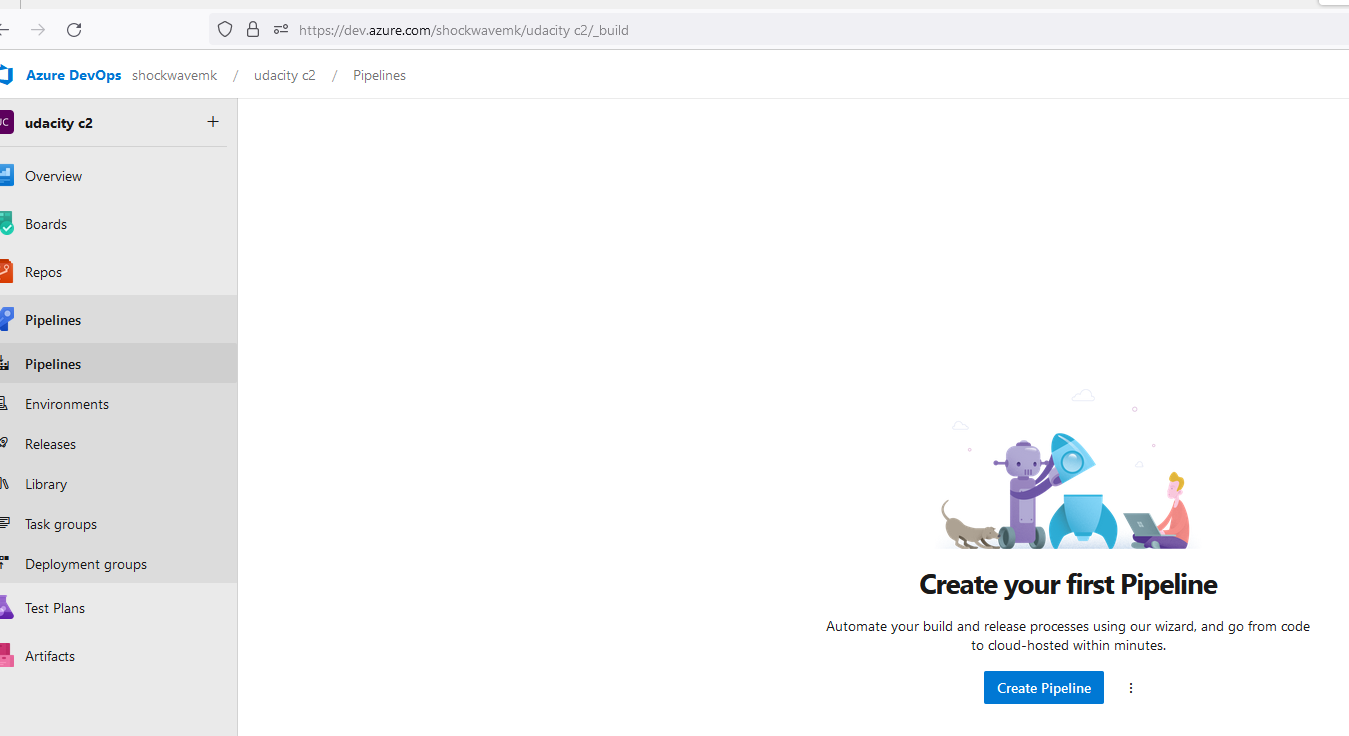 https://dev.azure.com/shockwavemk/udacity c2/_build
Azure DevOps shockwavemk / udacity c2 / Pipelines
udacity c2 +
Overview
Boards
Repos
Pipelines
Pipelines
Environments
Releases
Library
Task groups
Deployment groups
Test Plans
Artifacts
Create your first Pipeline
Automate your build and release processes using our wizard, and go from code
to cloud-hosted within minutes.
Create Pipeline